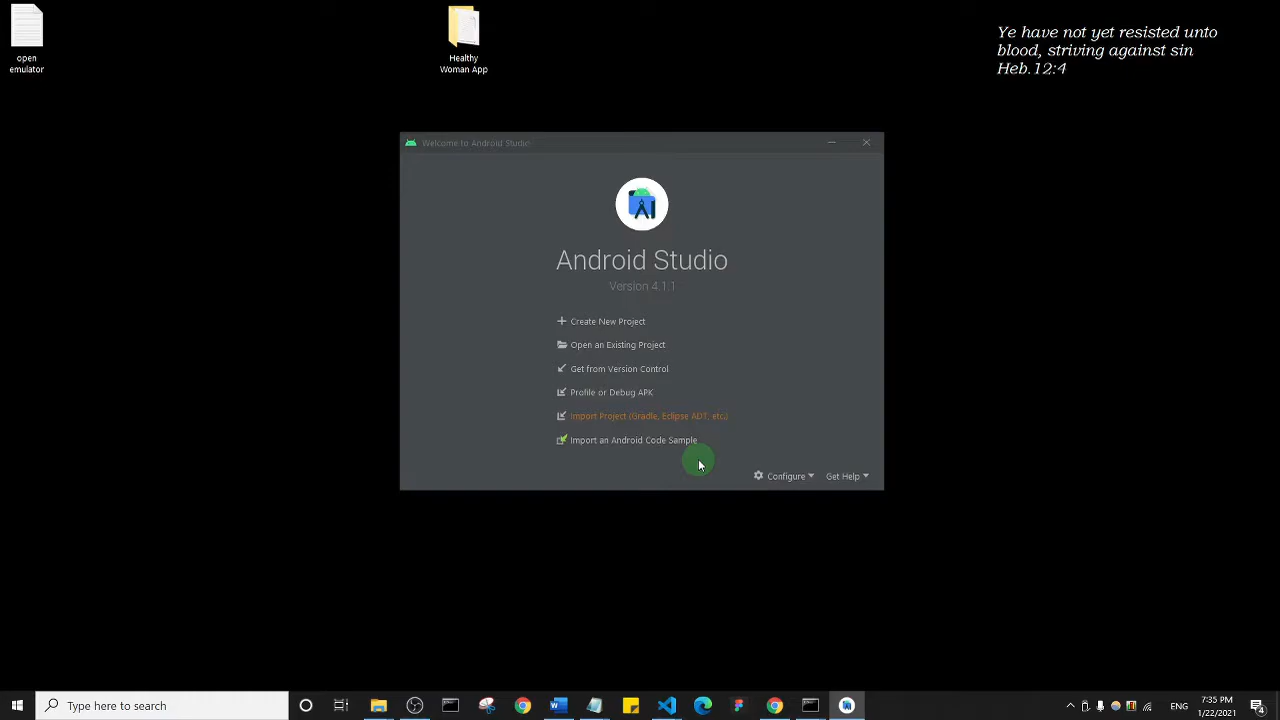 open
emulator
Healthy
Woman App
Ye have not yet resisted unto
blood, striving against sin
Heb.12:4
Welcome to Android Studio
Android Studio
Version 4.1.1
Create New Project
Open an Existing Project
Get from Version Control
Profile or Debug APK
Import Project (Gradle, Eclipse ADT, etc.)
Import an Android Code Sample
Configure
Get Help
Type here to search
ENG
7:35 PM
1/22/2021